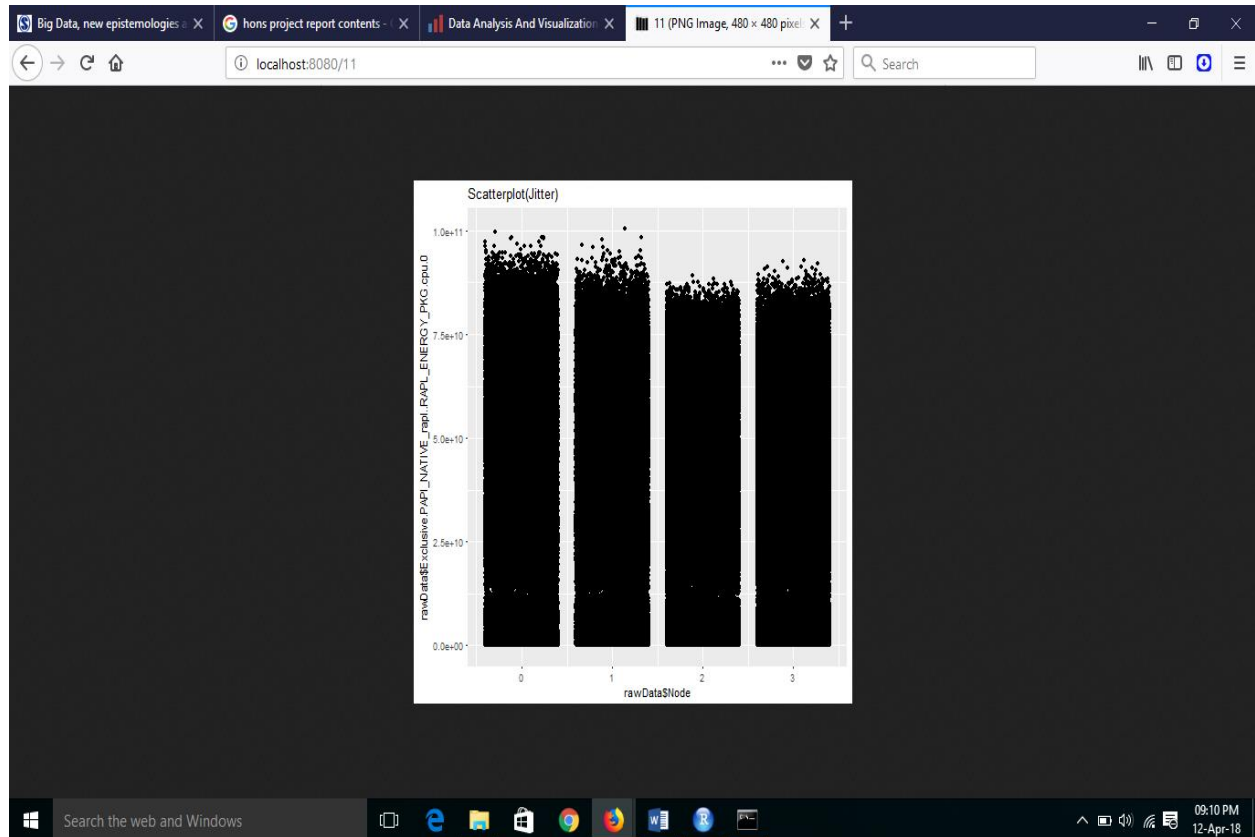 Big Data, new epistemologies a
hons project report contents -
Data Analysis And Visualization
11 (PNG Image, 480 × 480 pixel
localhost:8080/11
Search
Scatterplot(Jitter)
rawData$Exclusive.PAPI_NATIVE_rapl..RAPL_ENERGY_PKG.cpu.0
1.0e+11
7.5e+10
5.0e+10
2.5e+10
0.0e+00
0 1 2 3
rawData$Node
Search the web and Windows
09:10 PM
12-Apr-18